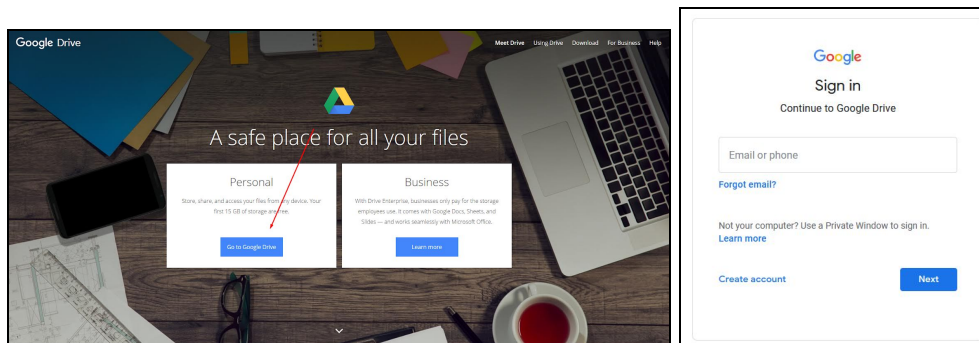 Google Drive
Meet Drive Using Drive Download For Business Help
A safe place for all your files
Personal
Store, share, and access your files from any device. Your
first 15 GB of storage are free.
Go to Google Drive
Business
With Drive Enterprise, businesses only pay for the storage
employees use. It comes with Google Docs, Sheets, and
Slides — and works seamlessly with Microsoft Office.
Learn more
Google
Sign in
Continue to Google Drive
Email or phone
Forgot email?
Not your computer? Use a Private Window to sign in.
Learn more
Create account
Next